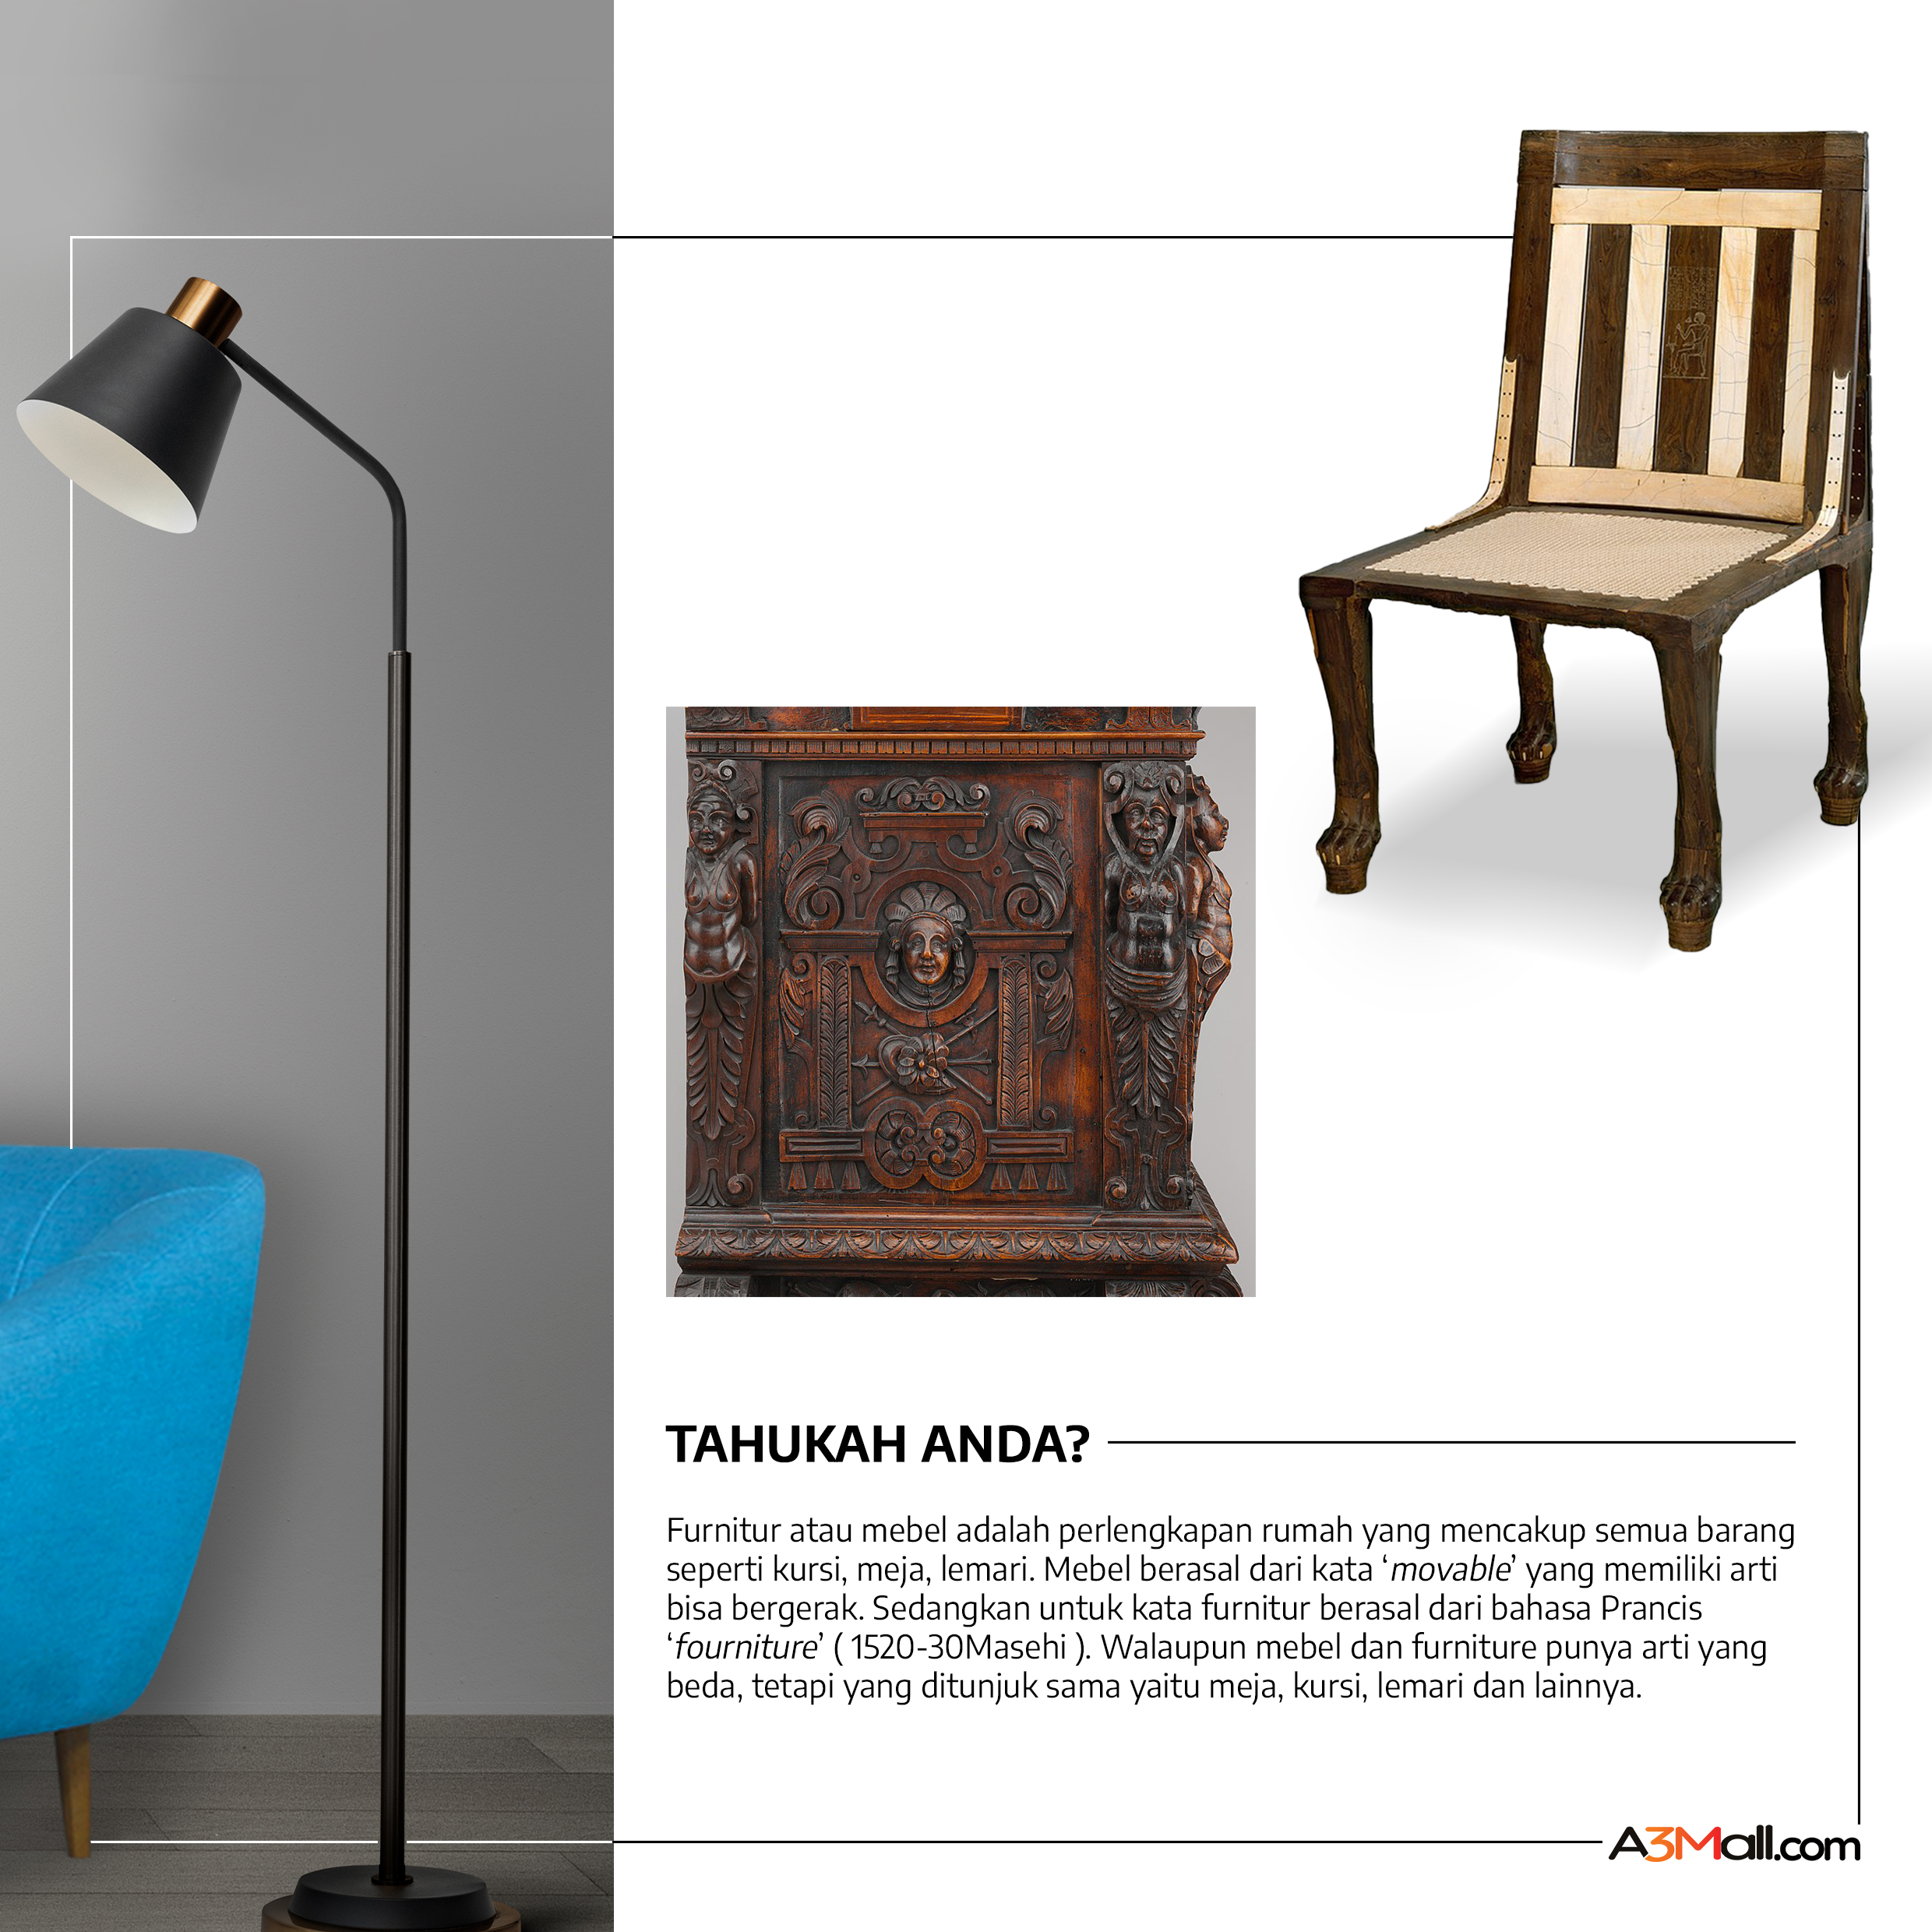 TAHUKAH ANDA?
Furnitur atau mebel adalah perlengkapan rumah yang mencakup semua barang
seperti kursi, meja, lemari. Mebel berasal dari kata ‘movable’ yang memiliki arti
bisa bergerak. Sedangkan untuk kata furnitur berasal dari bahasa Prancis
‘fourniture’ ( 1520-30Masehi ). Walaupun mebel dan furniture punya arti yang
beda, tetapi yang ditunjuk sama yaitu meja, kursi, lemari dan lainnya.
A3Mall.com